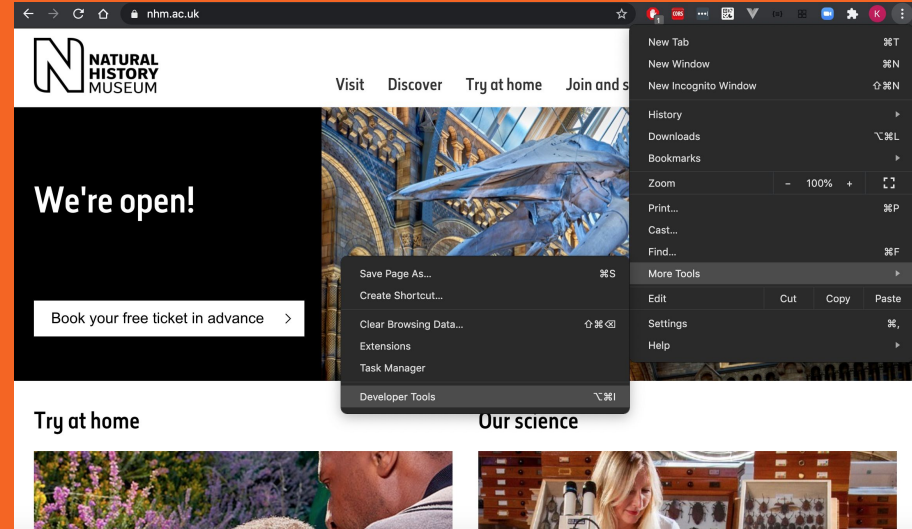 nhm.ac.uk
1
CORS
K
NATURAL
HISTORY
MUSEUM
Visit Discover Try at home Join and s
We're open!
Book your free ticket in advance >
New Tab ⌘T
New Window ⌘N
New Incognito Window ⇧⌘N
History
Downloads ⌥⌘L
Bookmarks
Zoom - 100% +
Print... ⌘P
Cast...
Find... ⌘F
More Tools
Edit Cut Copy Paste
Settings ⌘,
Help
Save Page As... ⌘S
Create Shortcut...
Clear Browsing Data... ⇧⌘⌫
Extensions
Task Manager
Developer Tools ⌥⌘I
Try at home
Our science